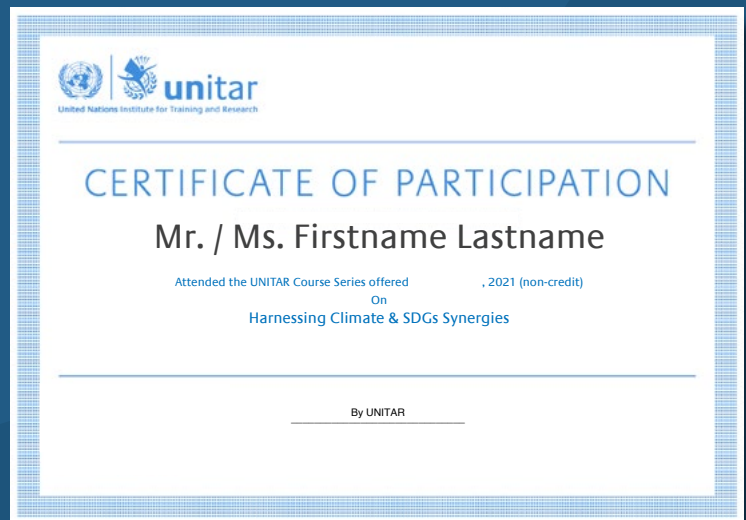 unitar
United Nations Institute for Training and Research
CERTIFICATE OF PARTICIPATION
Mr. / Ms. Firstname Lastname
Attended the UNITAR Course Series offered , 2021 (non-credit)
On
Harnessing Climate & SDGs Synergies
By UNITAR